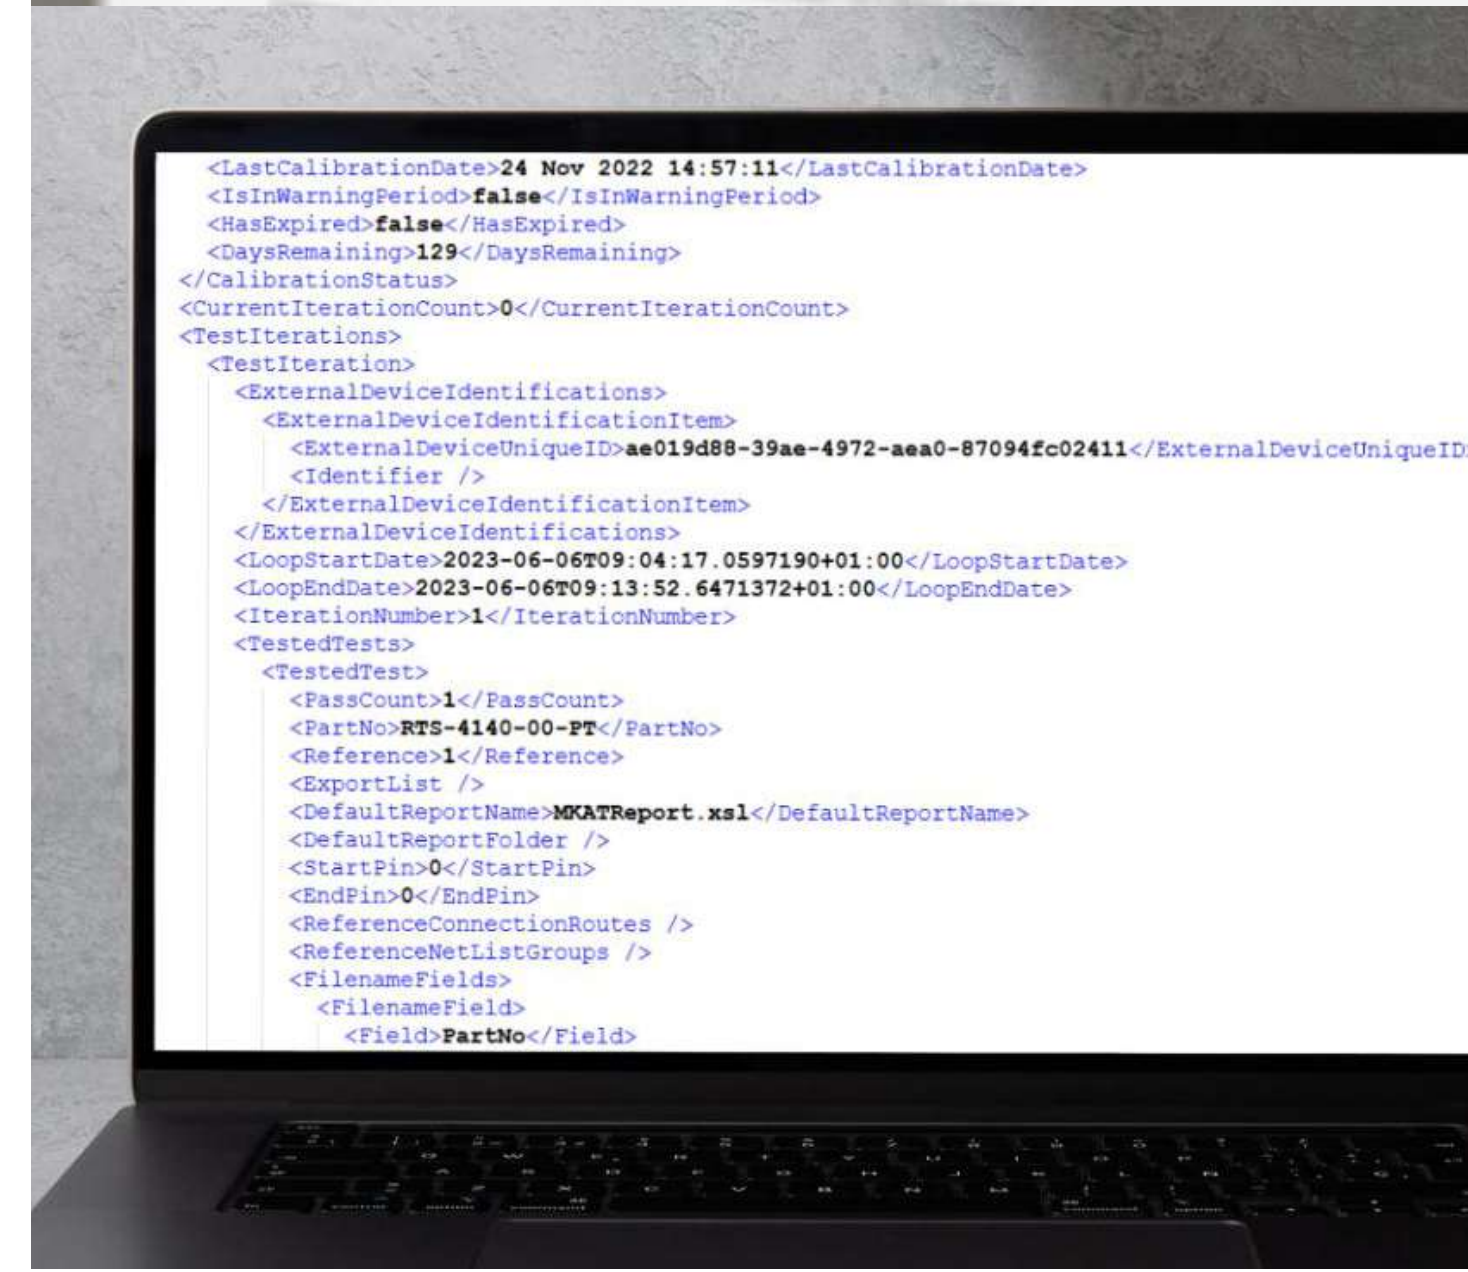 <LastCalibrationDate>24 Nov 2022 14:57:11</LastCalibrationDate>
<IsInWarningPeriod>false</IsInWarningPeriod>
<HasExpired>false</HasExpired>
<DaysRemaining>129</DaysRemaining>
</CalibrationStatus>
<CurrentIterationCount>0</CurrentIterationCount>
<TestIterations>
<TestIteration>
<ExternalDeviceIdentifications>
<ExternalDeviceIdentificationItem>
<ExternalDeviceUniqueID>ae019d88-39ae-4972-aea0-87094fc02411</ExternalDeviceUniqueID
<Identifier />
</ExternalDeviceIdentificationItem>
</ExternalDeviceIdentifications>
<LoopStartDate>2023-06-06T09:04:17.0597190+01:00</LoopStartDate>
<LoopEndDate>2023-06-06T09:13:52.6471372+01:00</LoopEndDate>
<IterationNumber>1</IterationNumber>
<TestedTests>
<TestedTest>
<PassCount>1</PassCount>
<PartNo>RTS-4140-00-PT</PartNo>
<Reference>1</Reference>
<ExportList />
<DefaultReportName>MKATReport.xsl</DefaultReportName>
<DefaultReportFolder />
<StartPin>0</StartPin>
<EndPin>0</EndPin>
<ReferenceConnectionRoutes />
<ReferenceNetListGroups />
<FilenameFields>
<FilenameField>
<Field>PartNo</Field>